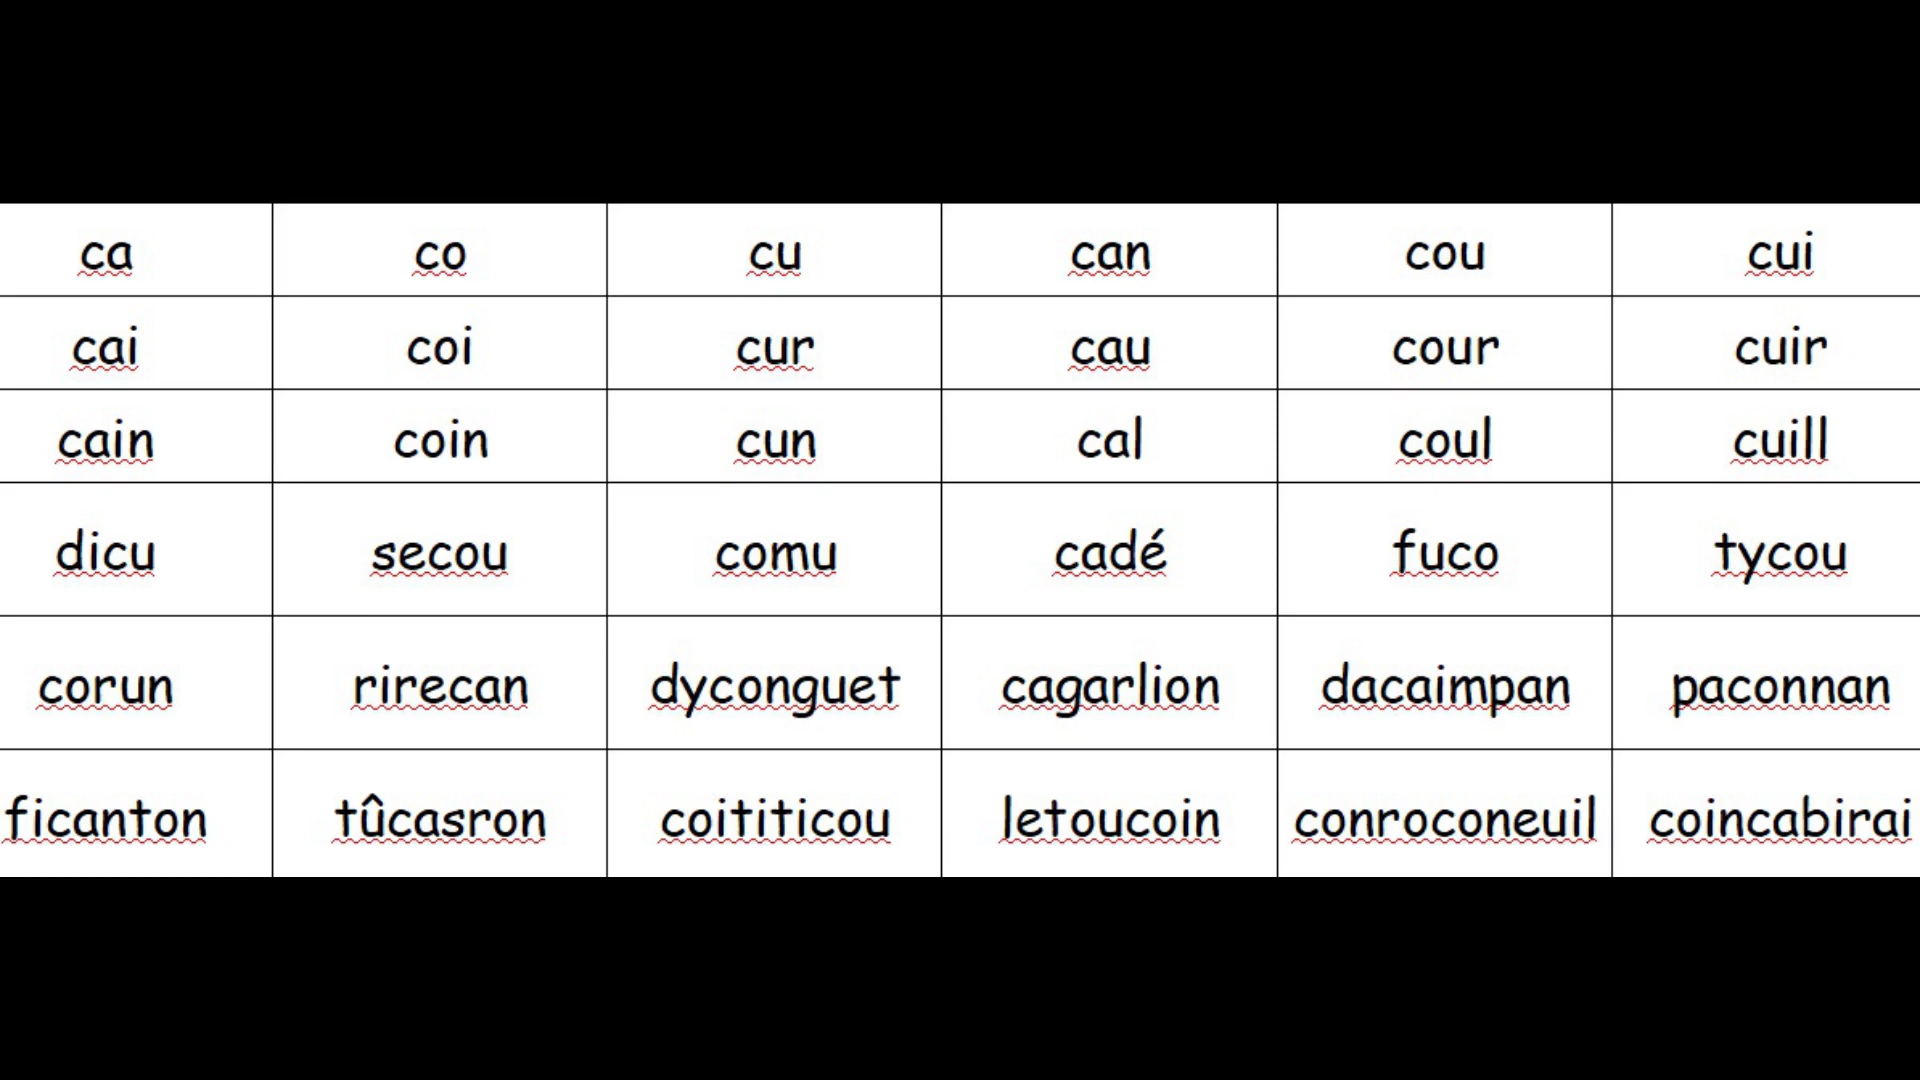 ca co cu can cou cui
cai coi cur cau cour cuir
cain coin cun cal coul cuill
dicu secou comu cadé fuco tycou
corun rirecan dyconguet cagarlion dacaimpan paconnan
ficanton tûcasron coititicou letoucoin conroconeuil coincabirai